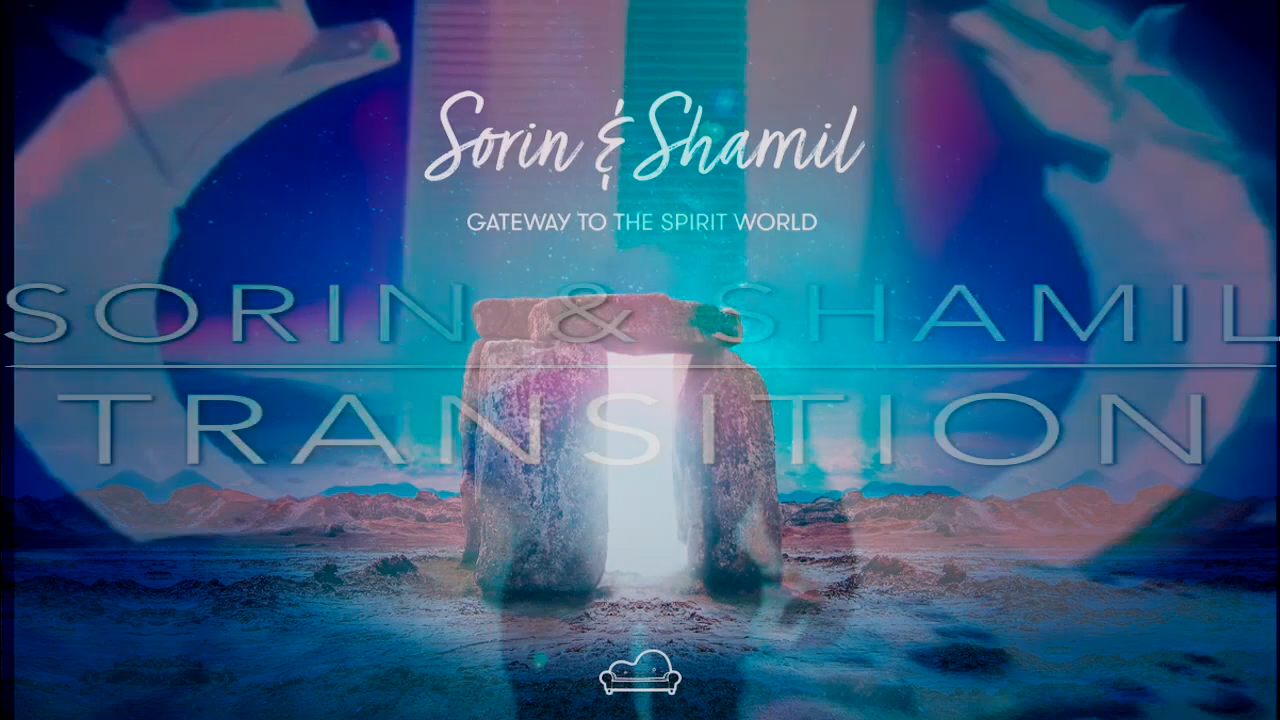 Sorin & Shamil
GATEWAY TO THE SPIRIT WORLD
SORIN & SHAMIL
TRANSITION